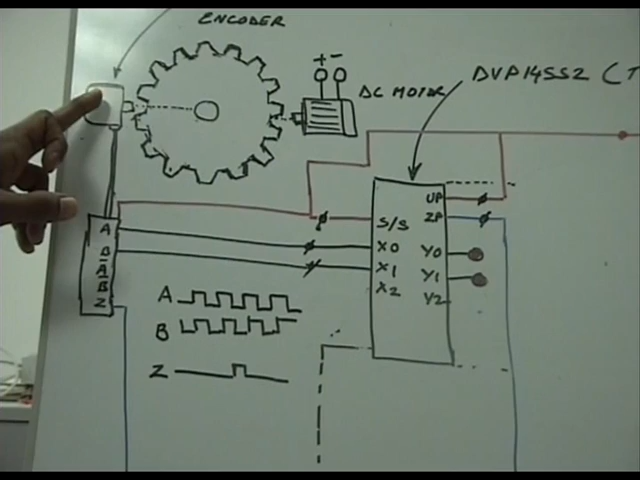 ENCODER
+ -
DC MOTOR
DVP14SS2 (T
UP
S/S
ZP
A
X0
Y0
B
X1
Y1
Ā
X2
Y2
B̄
Z
A
B
Z